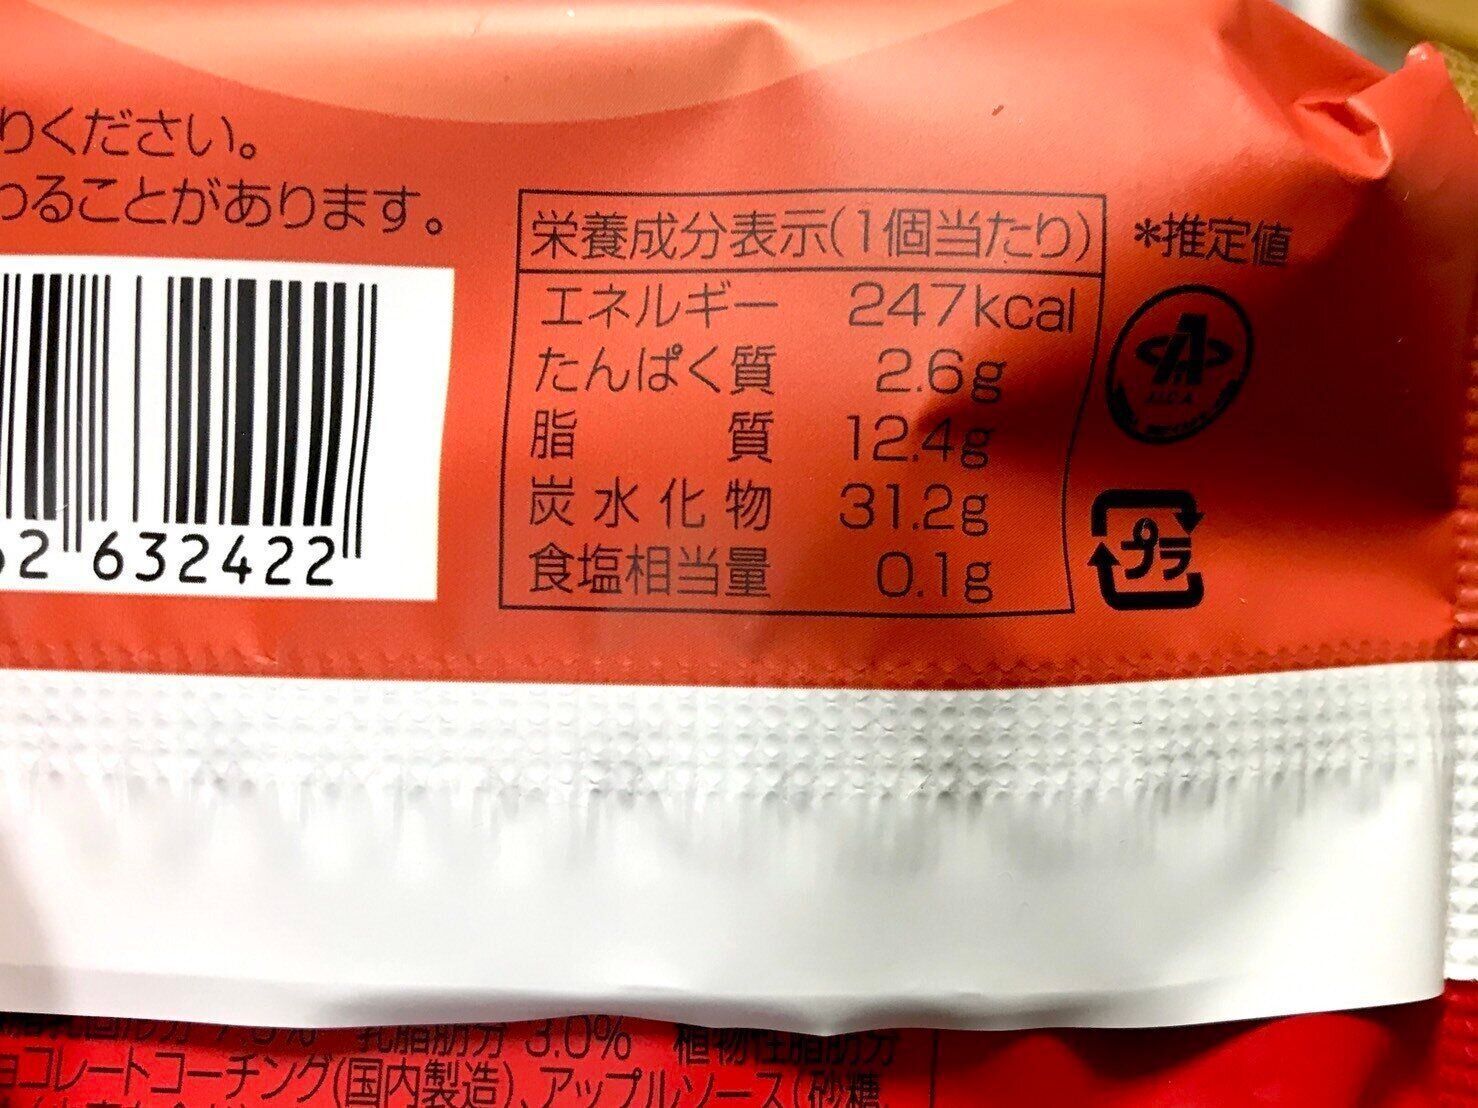 りください。
わることがあります。
栄養成分表示(1個当たり)
*推定値
エネルギー 247kcal
たんぱく質 2.6g
脂 質 12.4g
炭水化物 31.2g
食塩相当量 0.1g
プラ
2 632422
乳脂肪分 3.0% 植物性脂肪分
コレートコーチング(国内製造)、アップルソース(砂糖、